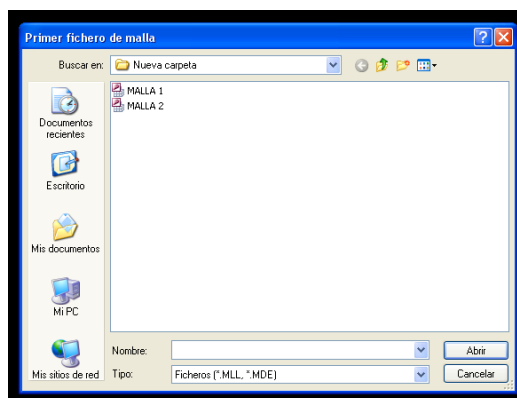 Primer fichero de malla
Buscar en:
Nueva carpeta
MALLA 1
MALLA 2
Documentos
recientes
Escritorio
Mis documentos
Mi PC
Mis sitios de red
Nombre:
Abrir
Tipo:
Ficheros (*.MLL, *.MDE)
Cancelar